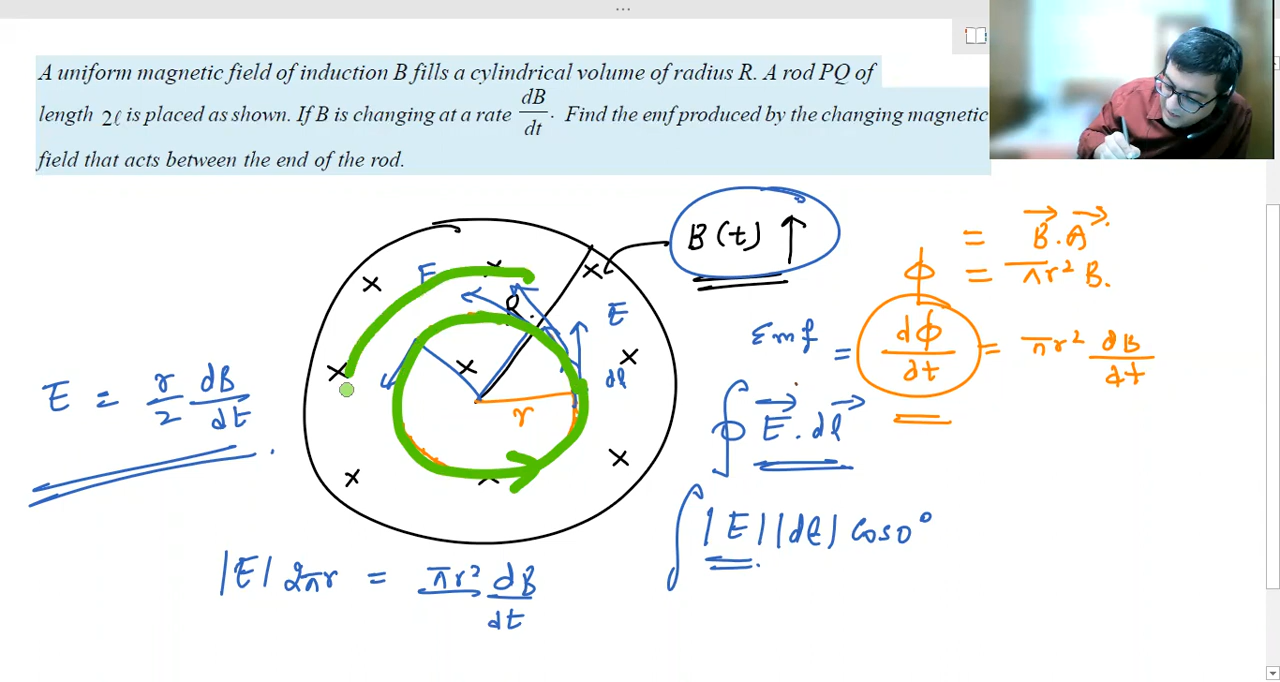 A uniform magnetic field of induction B fills a cylindrical volume of radius R. A rod PQ of
length 2ℓ is placed as shown. If B is changing at a rate dB/dt. Find the emf produced by the changing magnetic
field that acts between the end of the rod.
B(t) ↑
= B⃗ . A⃗
ϕ = πr² B.
Emf = dϕ/dt = πr² dB/dt
∮ E⃗ . dl⃗
∫ |E| |dl| cos 0°
E
E
R
dl
r
E = r/2 dB/dt .
|E| 2πr = πr² dB/dt